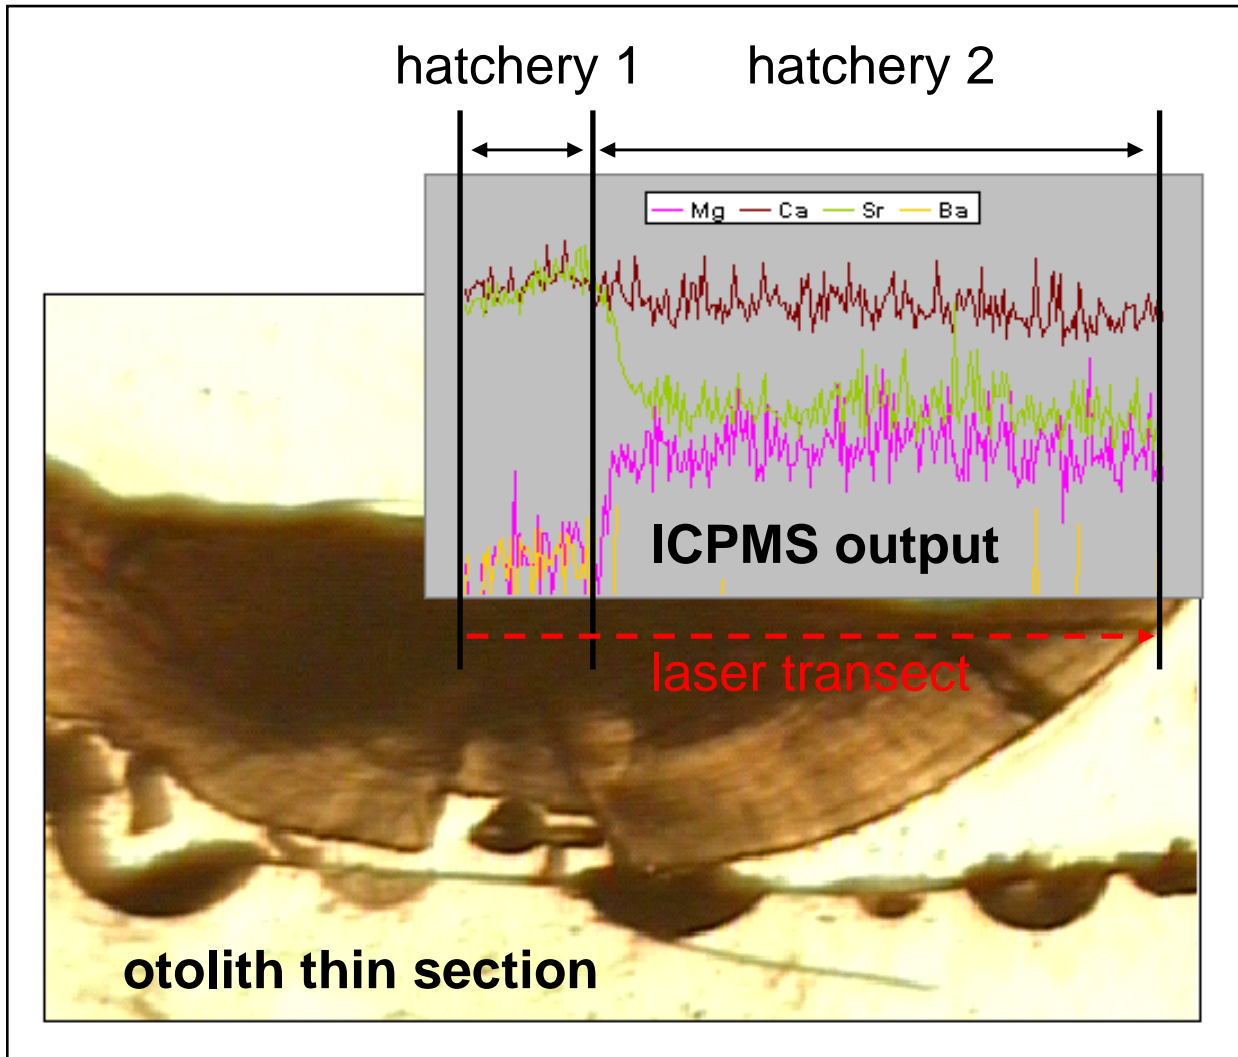 hatchery 1 hatchery 2
Mg Ca Sr Ba
ICPMS output
laser transect
otolith thin section